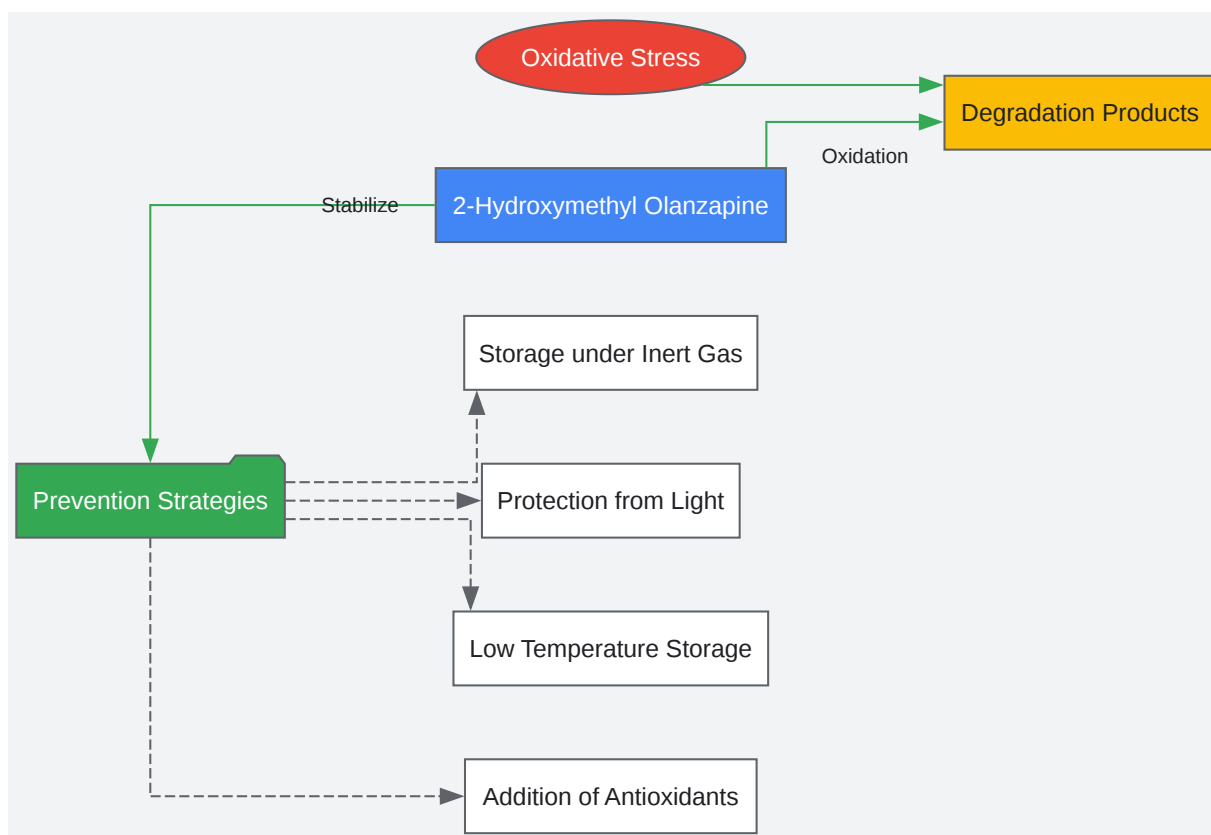 Oxidative Stress
Degradation Products
Oxidation
Stabilize
2-Hydroxymethyl Olanzapine
Storage under Inert Gas
Prevention Strategies
Protection from Light
Low Temperature Storage
Addition of Antioxidants